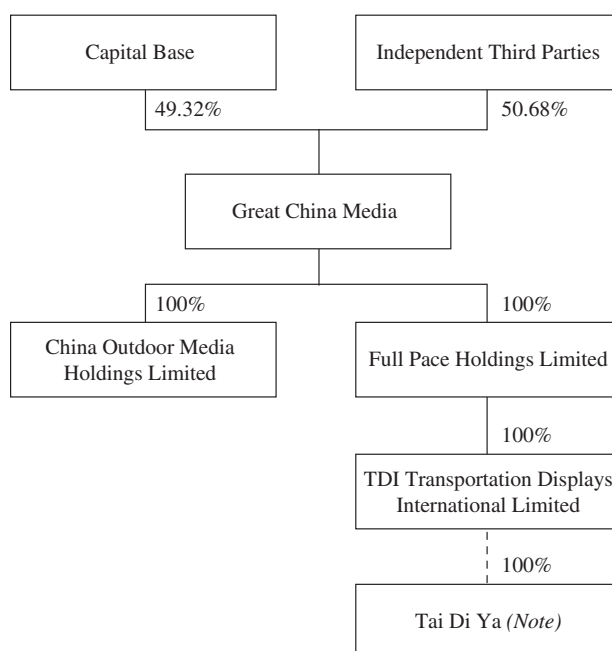 Capital Base
Independent Third Parties
49.32%
50.68%
Great China Media
100%
100%
China Outdoor Media
Holdings Limited
Full Pace Holdings Limited
100%
TDI Transportation Displays
International Limited
100%
Tai Di Ya (Note)